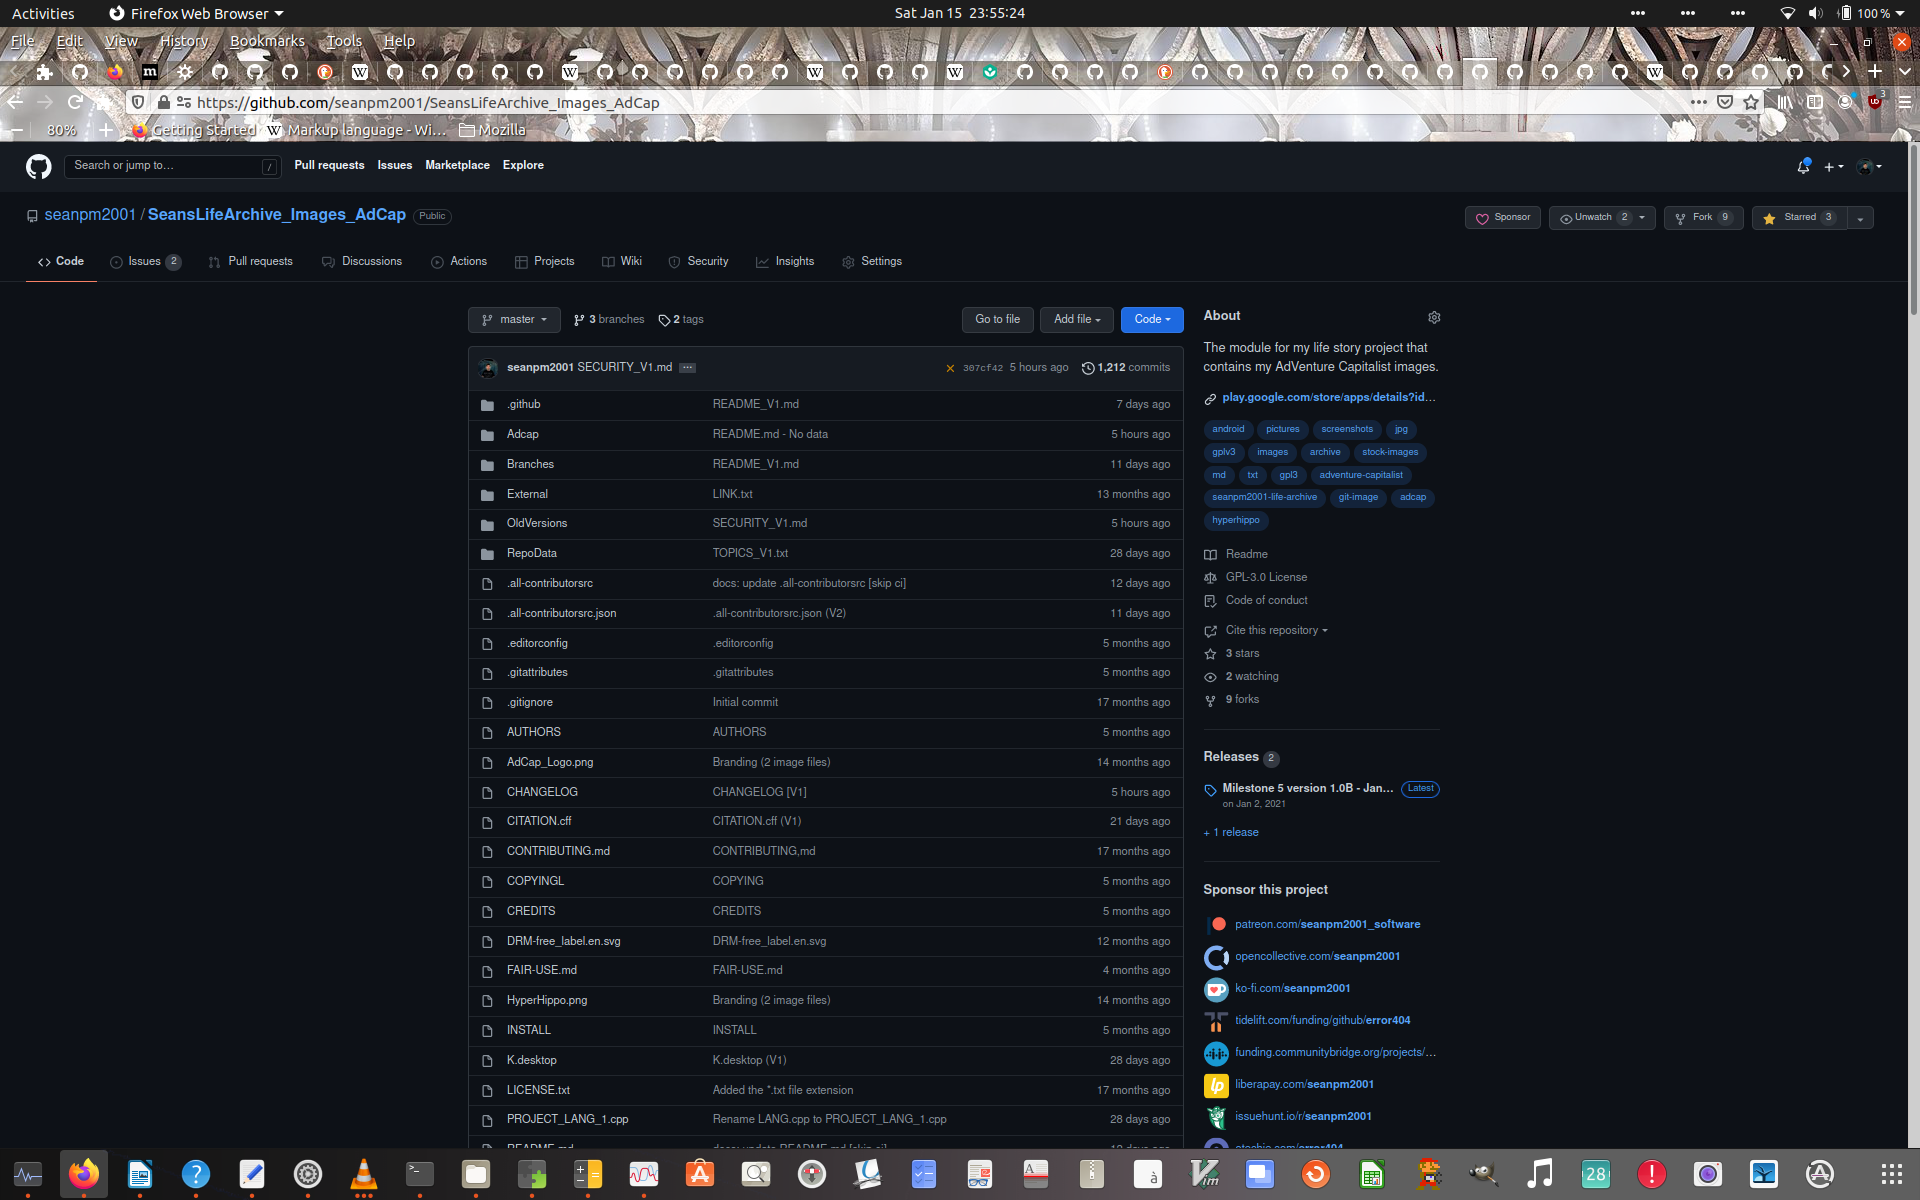 Activities
Firefox Web Browser
Sat Jan 15 23:55:24
100 %
File Edit View History Bookmarks Tools Help
https://github.com/seanpm2001/SeansLifeArchive_Images_AdCap
3
80%
Getting Started
Markup language - Wi…
Mozilla
Search or jump to…
/
Pull requests
Issues
Marketplace
Explore
seanpm2001 / SeansLifeArchive_Images_AdCap
Public
Sponsor
Unwatch 2
Fork 9
Starred 3
Code
Issues 2
Pull requests
Discussions
Actions
Projects
Wiki
Security
Insights
Settings
master
3 branches
2 tags
Go to file
Add file
Code
seanpm2001 SECURITY_V1.md
307cf42 5 hours ago
1,212 commits
.github README_V1.md 7 days ago
Adcap README.md - No data 5 hours ago
Branches README_V1.md 11 days ago
External LINK.txt 13 months ago
OldVersions SECURITY_V1.md 5 hours ago
RepoData TOPICS_V1.txt 28 days ago
.all-contributorsrc docs: update .all-contributorsrc [skip ci] 12 days ago
.all-contributorsrc.json .all-contributorsrc.json (V2) 11 days ago
.editorconfig .editorconfig 5 months ago
.gitattributes .gitattributes 5 months ago
.gitignore Initial commit 17 months ago
AUTHORS AUTHORS 5 months ago
AdCap_Logo.png Branding (2 image files) 14 months ago
CHANGELOG CHANGELOG [V1] 5 hours ago
CITATION.cff CITATION.cff (V1) 21 days ago
CONTRIBUTING.md CONTRIBUTING,md 17 months ago
COPYINGL COPYING 5 months ago
CREDITS CREDITS 5 months ago
DRM-free_label.en.svg DRM-free_label.en.svg 12 months ago
FAIR-USE.md FAIR-USE.md 4 months ago
HyperHippo.png Branding (2 image files) 14 months ago
INSTALL INSTALL 5 months ago
K.desktop K.desktop (V1) 28 days ago
LICENSE.txt Added the *.txt file extension 17 months ago
PROJECT_LANG_1.cpp Rename LANG.cpp to PROJECT_LANG_1.cpp 28 days ago
About
The module for my life story project that
contains my AdVenture Capitalist images.
play.google.com/store/apps/details?id…
android pictures screenshots jpg
gplv3 images archive stock-images
md txt gpl3 adventure-capitalist
seanpm2001-life-archive git-image adcap
hyperhippo
Readme
GPL-3.0 License
Code of conduct
Cite this repository
3 stars
2 watching
9 forks
Releases 2
Milestone 5 version 1.0B - Jan… Latest
on Jan 2, 2021
+ 1 release
Sponsor this project
patreon.com/seanpm2001_software
opencollective.com/seanpm2001
ko-fi.com/seanpm2001
tidelift.com/funding/github/error404
funding.communitybridge.org/projects/…
liberapay.com/seanpm2001
issuehunt.io/r/seanpm2001
28